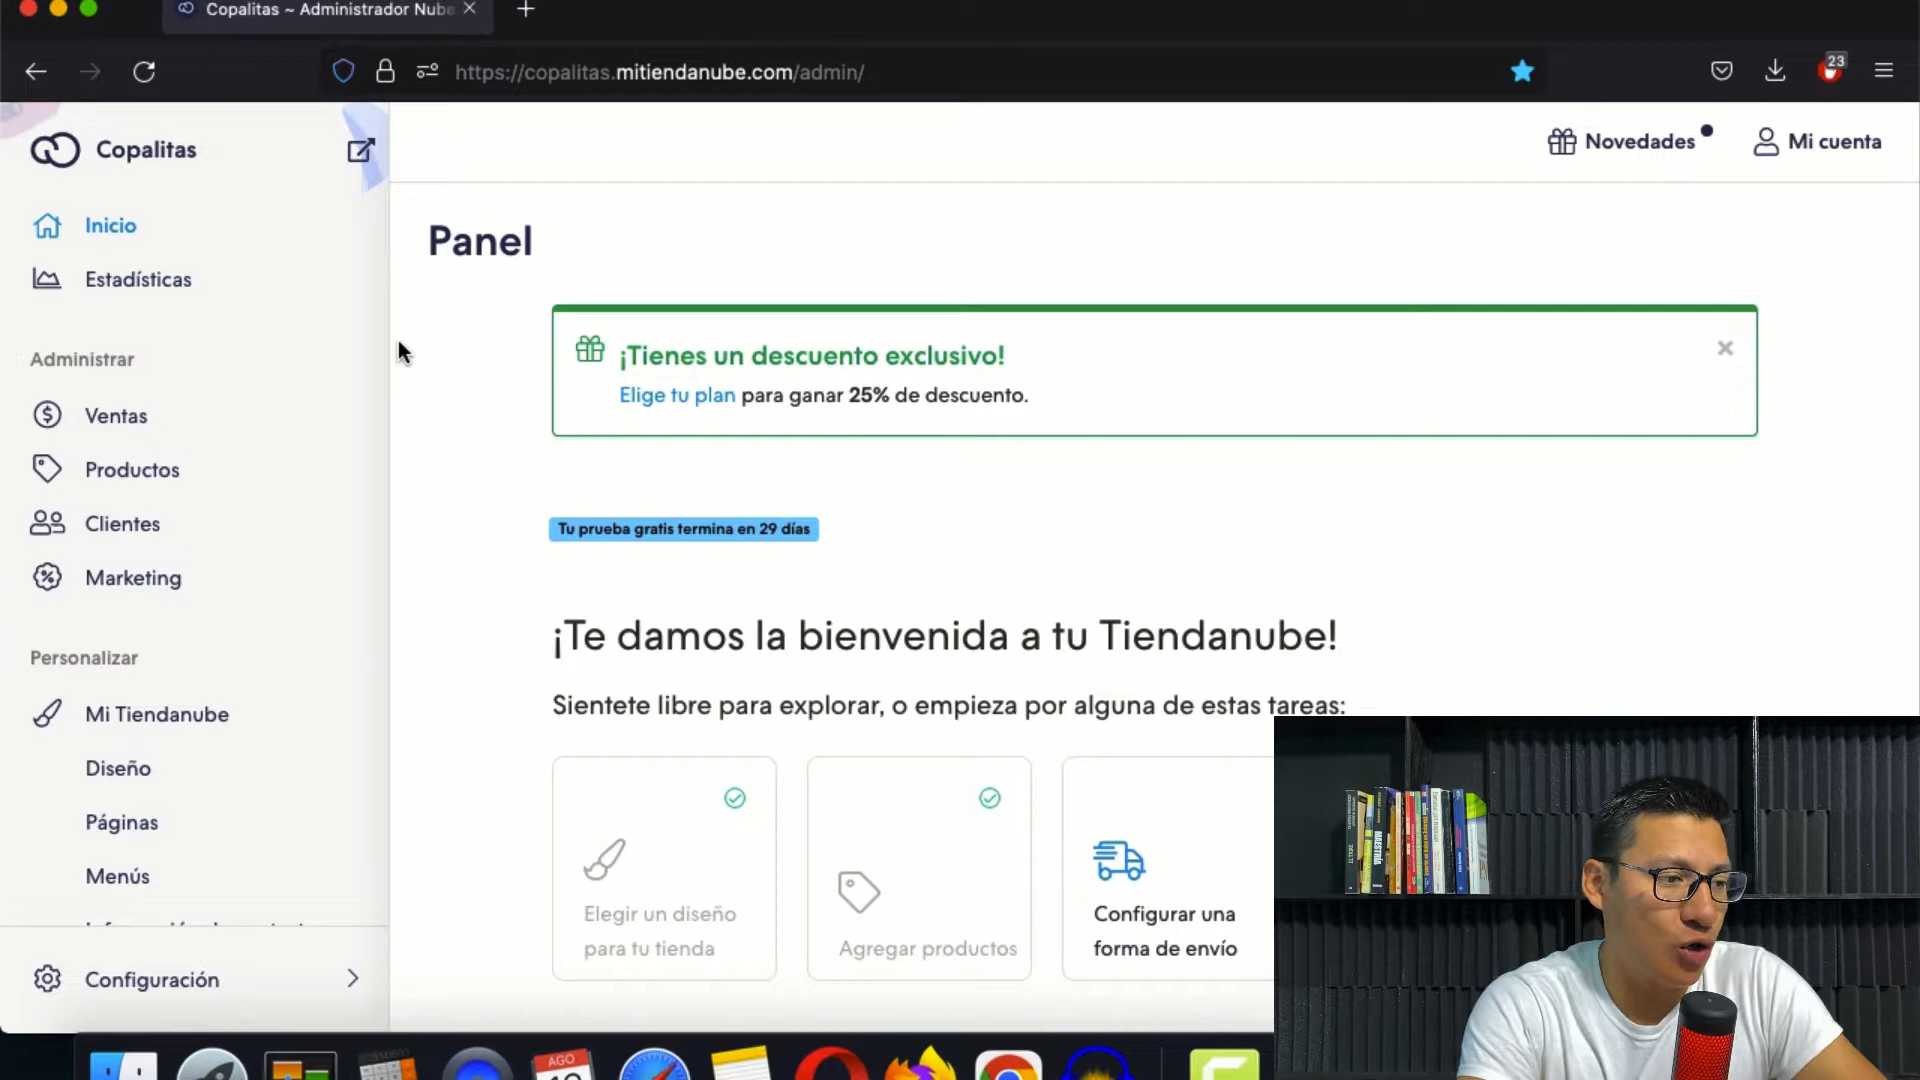 Copalitas ~ Administrador Nube
https://copalitas.mitiendanube.com/admin/
23
Copalitas
Novedades
Mi cuenta
Inicio
Estadísticas
Administrar
Ventas
Productos
Clientes
Marketing
Personalizar
Mi Tiendanube
Diseño
Páginas
Menús
Configuración
Panel
¡Tienes un descuento exclusivo!
Elige tu plan para ganar 25% de descuento.
Tu prueba gratis termina en 29 días
¡Te damos la bienvenida a tu Tiendanube!
Sientete libre para explorar, o empieza por alguna de estas tareas:
Elegir un diseño
para tu tienda
Agregar productos
Configurar una
forma de envío
MAESTRÍA
AGO